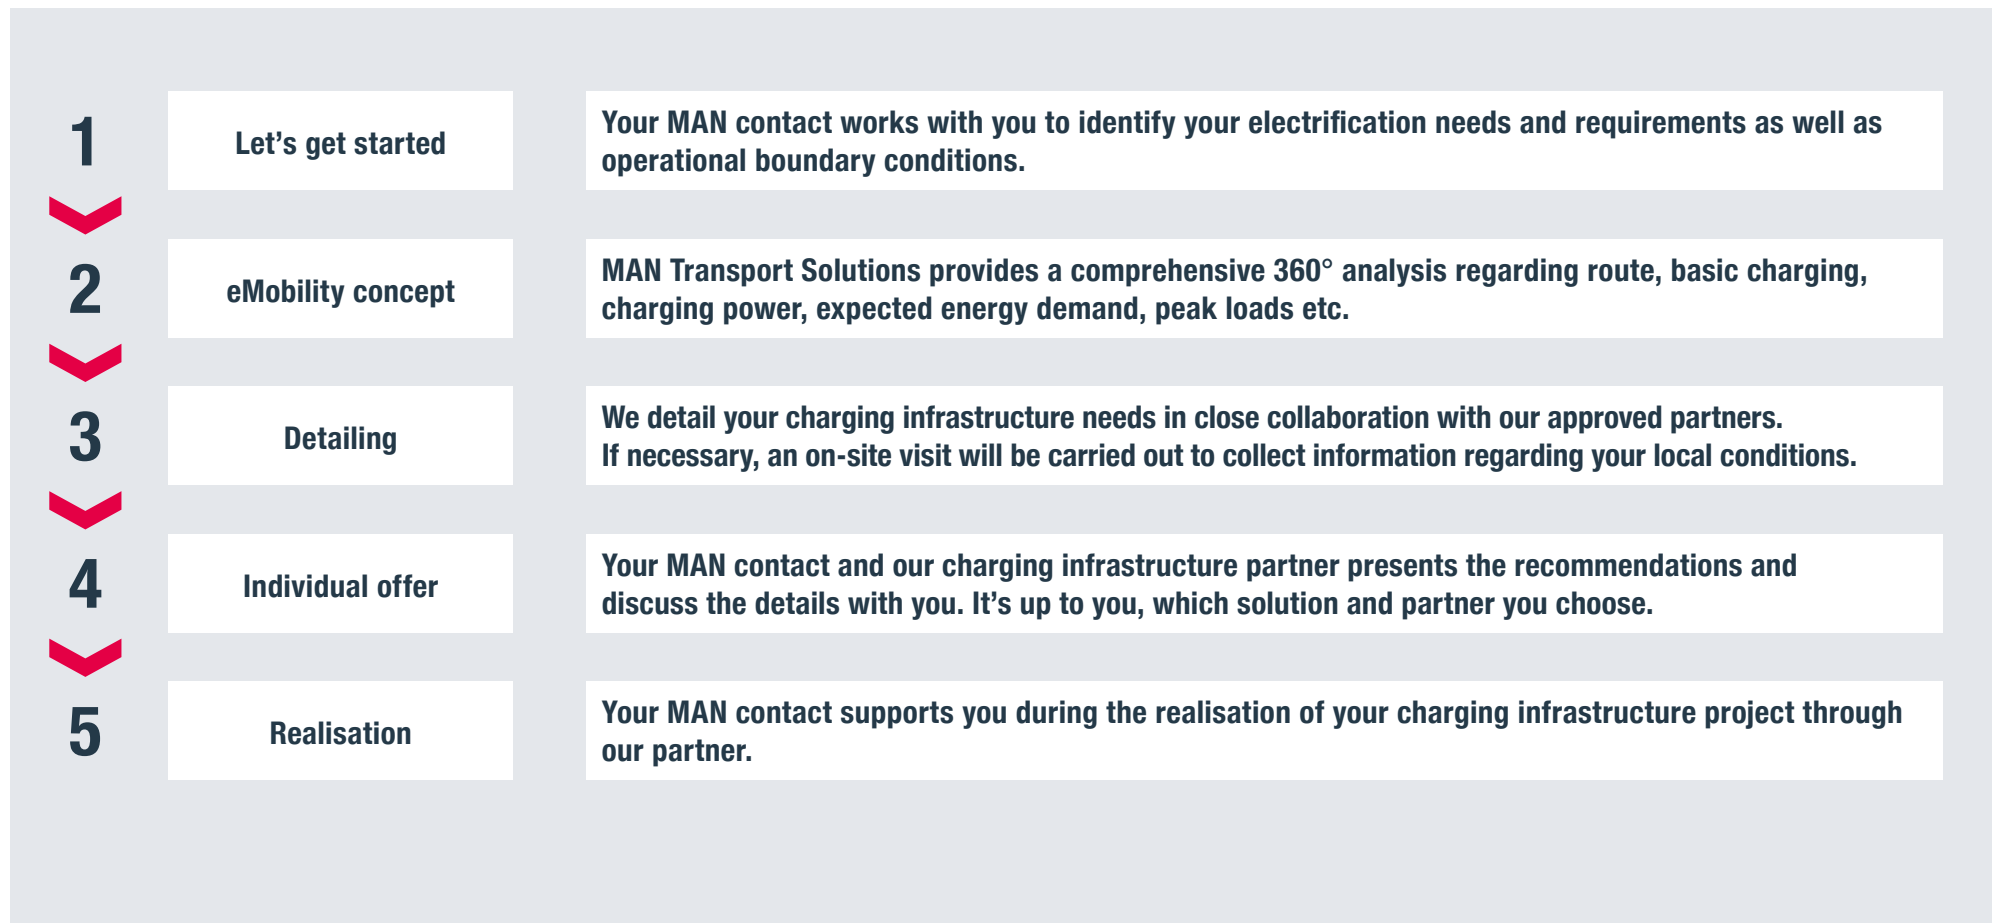 1
Let’s get started
Your MAN contact works with you to identify your electrification needs and requirements as well as
operational boundary conditions.
2
eMobility concept
MAN Transport Solutions provides a comprehensive 360° analysis regarding route, basic charging,
charging power, expected energy demand, peak loads etc.
3
Detailing
We detail your charging infrastructure needs in close collaboration with our approved partners.
If necessary, an on-site visit will be carried out to collect information regarding your local conditions.
4
Individual offer
Your MAN contact and our charging infrastructure partner presents the recommendations and
discuss the details with you. It’s up to you, which solution and partner you choose.
5
Realisation
Your MAN contact supports you during the realisation of your charging infrastructure project through
our partner.